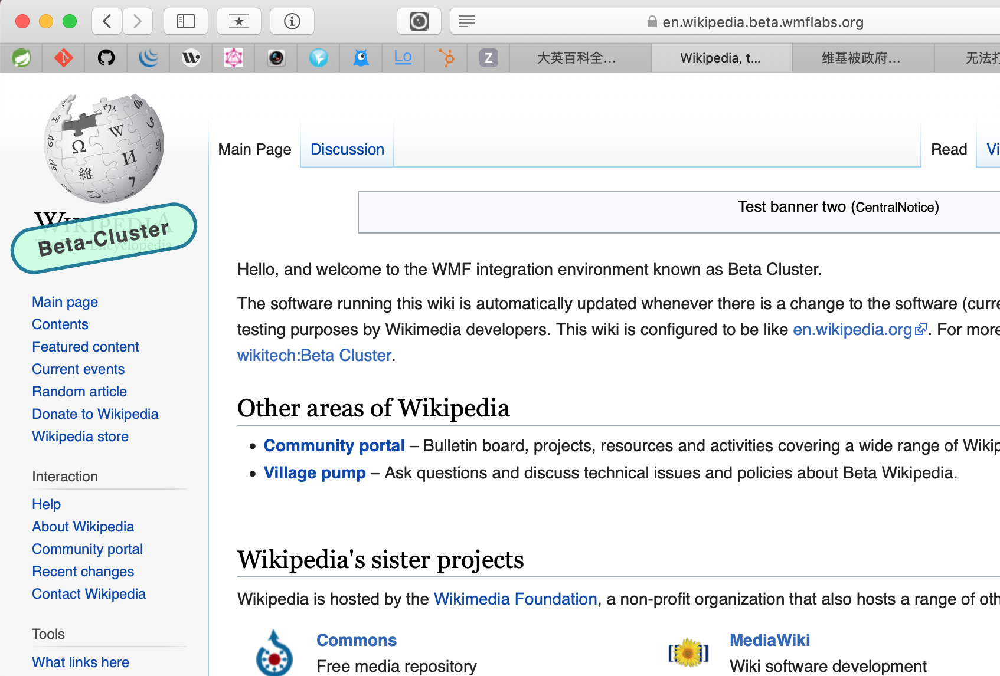 en.wikipedia.beta.wmflabs.org
LO
Z
大英百科全…
Wikipedia, t…
维基被政府…
无法打
Ω
W
И
維
ウィ
WIKIPEDIA
The Free Encyclopedia
Beta-Cluster
Main Page
Discussion
Read
Vi
Test banner two (CentralNotice)
Hello, and welcome to the WMF integration environment known as Beta Cluster.
The software running this wiki is automatically updated whenever there is a change to the software (curre
testing purposes by Wikimedia developers. This wiki is configured to be like en.wikipedia.org. For more
wikitech:Beta Cluster.
Other areas of Wikipedia
• Community portal – Bulletin board, projects, resources and activities covering a wide range of Wikip
• Village pump – Ask questions and discuss technical issues and policies about Beta Wikipedia.
Wikipedia's sister projects
Wikipedia is hosted by the Wikimedia Foundation, a non-profit organization that also hosts a range of oth
Commons
Free media repository
MediaWiki
Wiki software development
Main page
Contents
Featured content
Current events
Random article
Donate to Wikipedia
Wikipedia store
Interaction
Help
About Wikipedia
Community portal
Recent changes
Contact Wikipedia
Tools
What links here